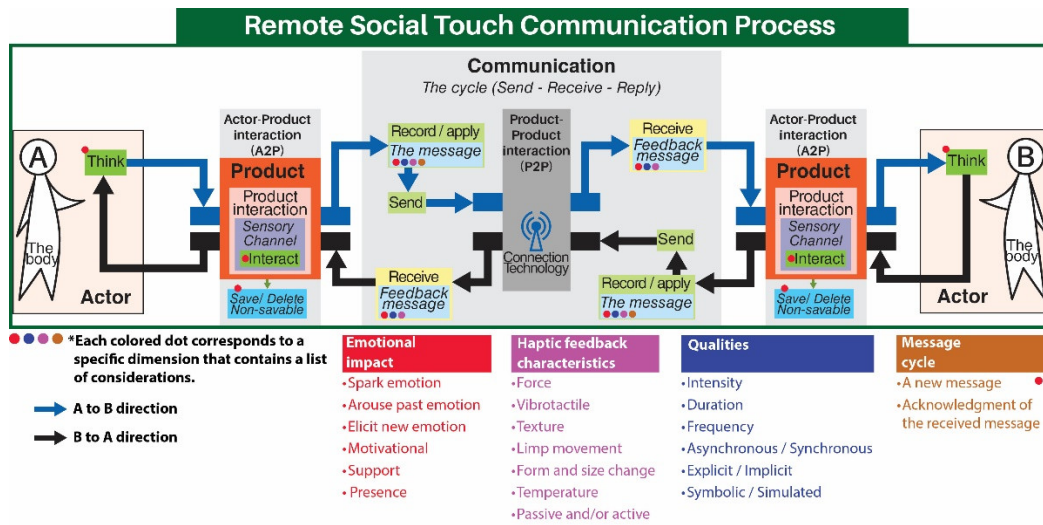 Remote Social Touch Communication Process
Communication
The cycle (Send - Receive - Reply)
A
The
body
Think
Actor
Actor-Product
interaction
(A2P)
Product
Product
interaction
Sensory
Channel
Interact
Save/ Delete
Non-savable
Record / apply
The message
Send
Receive
Feedback
message
Product-
Product
interaction
(P2P)
Connection
Technology
Receive
Feedback
message
Send
Record / apply
The message
Actor-Product
interaction
(A2P)
Product
Product
interaction
Sensory
Channel
Interact
Save/ Delete
Non-savable
Think
B
The
body
Actor
*Each colored dot corresponds to a
specific dimension that contains a list
of considerations.
A to B direction
B to A direction
Emotional
impact
•Spark emotion
•Arouse past emotion
•Elicit new emotion
•Motivational
•Support
•Presence
Haptic feedback
characteristics
•Force
•Vibrotactile
•Texture
•Limp movement
•Form and size change
•Temperature
•Passive and/or active
Qualities
•Intensity
•Duration
•Frequency
•Asynchronous / Synchronous
•Explicit / Implicit
•Symbolic / Simulated
Message
cycle
•A new message
•Acknowledgment of
the received message